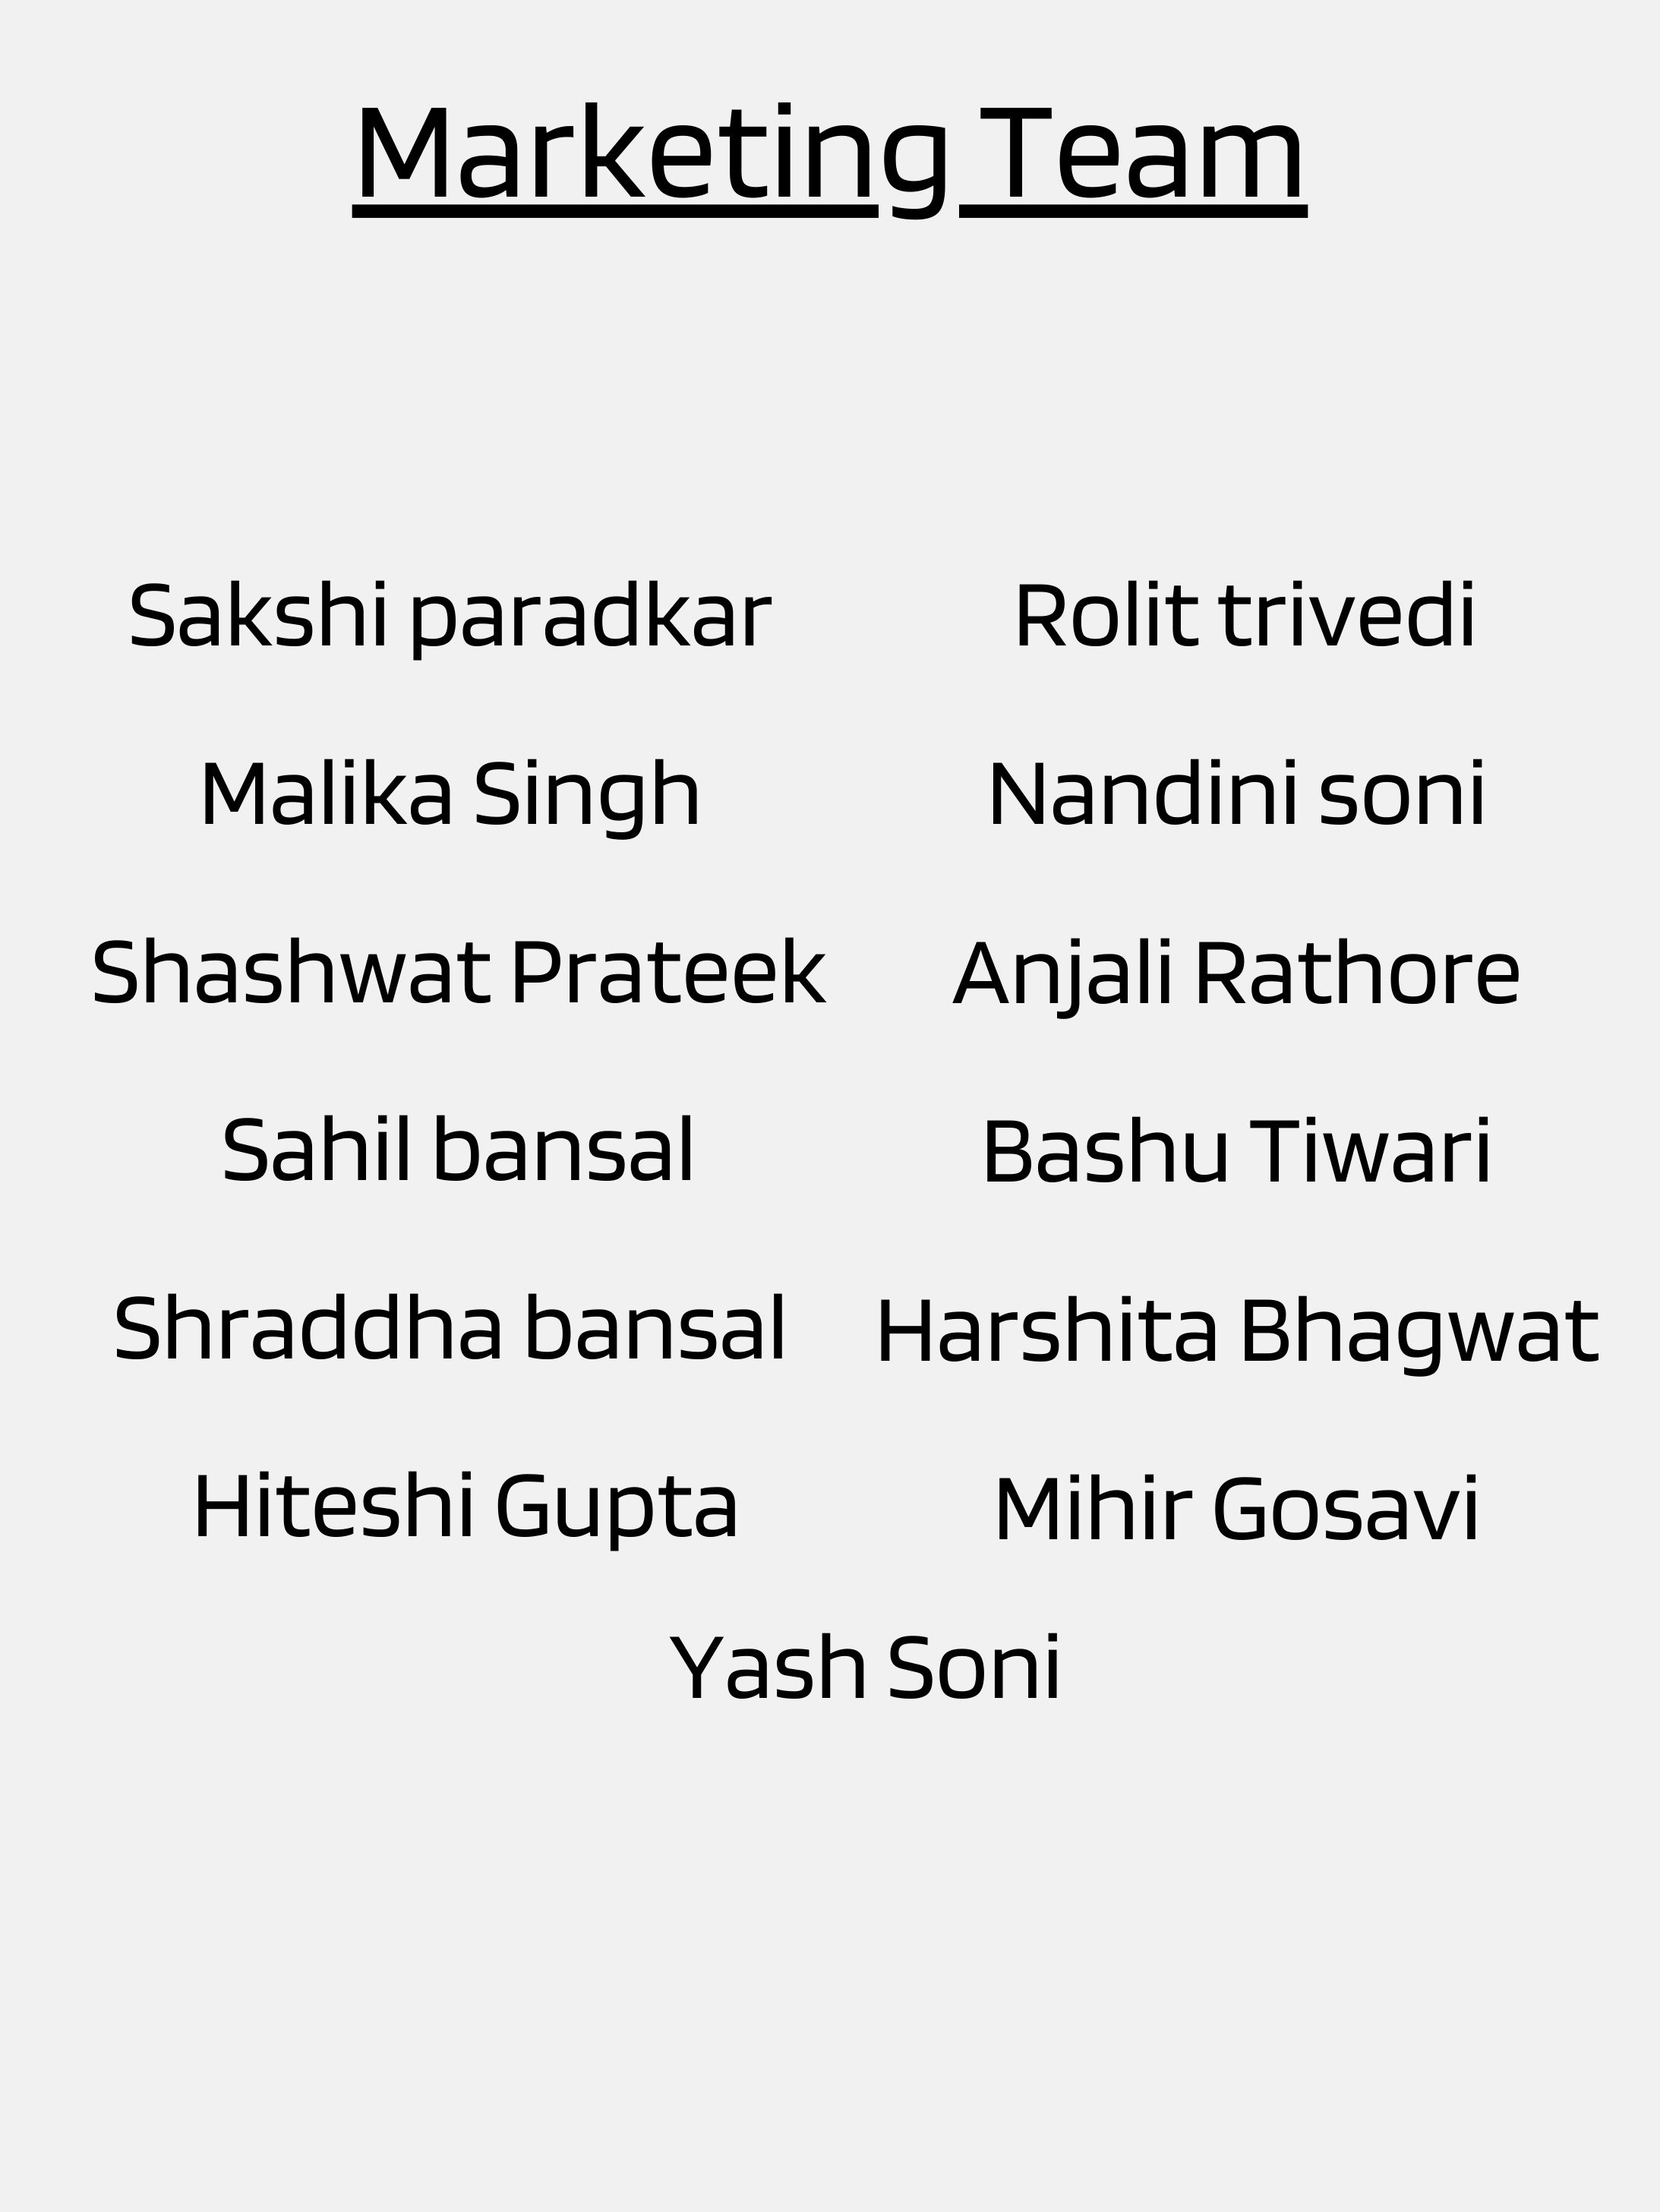 Marketing Team
Sakshi paradkar
Rolit trivedi
Malika Singh
Nandini soni
Shashwat Prateek
Anjali Rathore
Sahil bansal
Bashu Tiwari
Shraddha bansal
Harshita Bhagwat
Hiteshi Gupta
Mihir Gosavi
Yash Soni